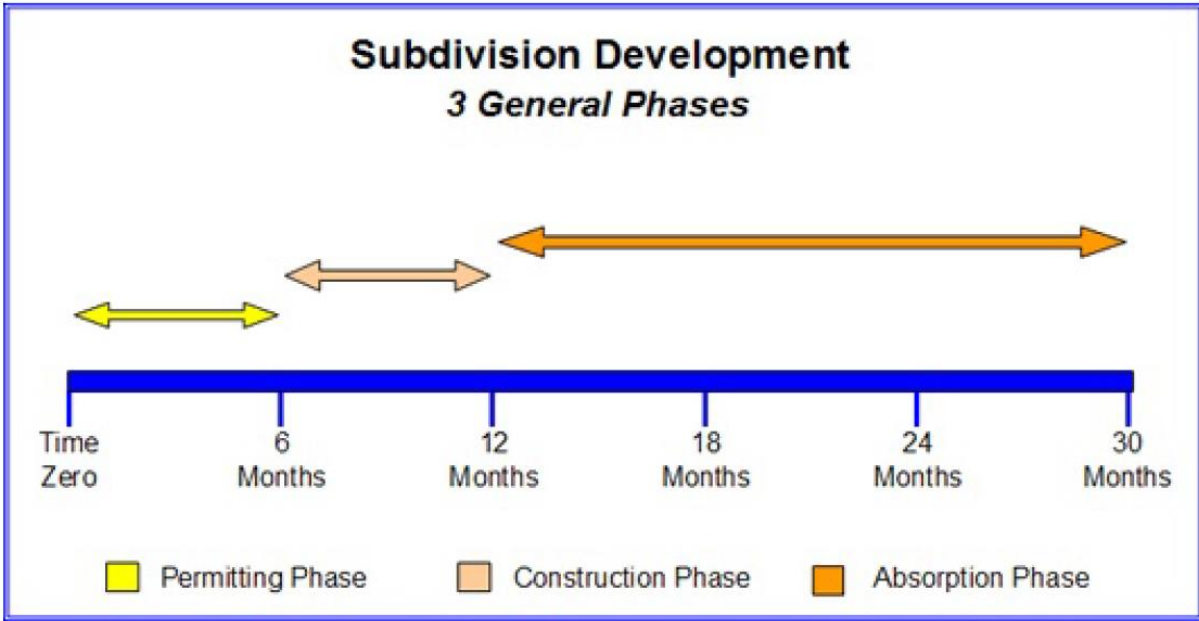 Subdivision Development
3 General Phases
Time Zero
6 Months
12 Months
18 Months
24 Months
30 Months
Permitting Phase
Construction Phase
Absorption Phase